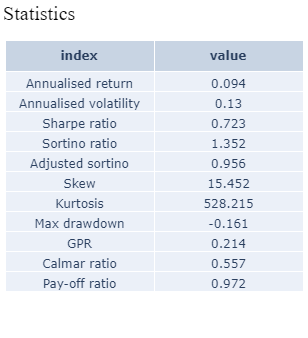 Statistics
index value
Annualised return 0.094
Annualised volatility 0.13
Sharpe ratio 0.723
Sortino ratio 1.352
Adjusted sortino 0.956
Skew 15.452
Kurtosis 528.215
Max drawdown -0.161
GPR 0.214
Calmar ratio 0.557
Pay-off ratio 0.972